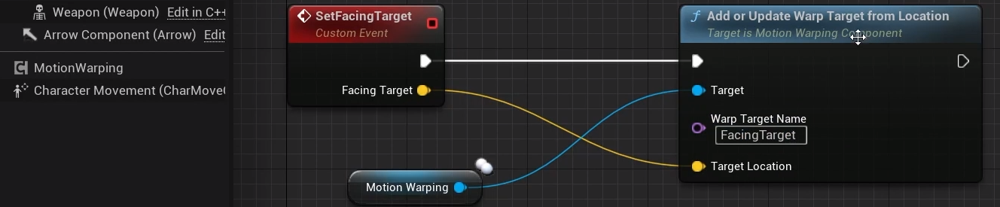 Weapon (Weapon) Edit in C++
Arrow Component (Arrow) Edit
MotionWarping
Character Movement (CharMove
SetFacingTarget
Custom Event
Facing Target
Motion Warping
f Add or Update Warp Target from Location
Target is Motion Warping Component
Target
Warp Target Name
FacingTarget
Target Location